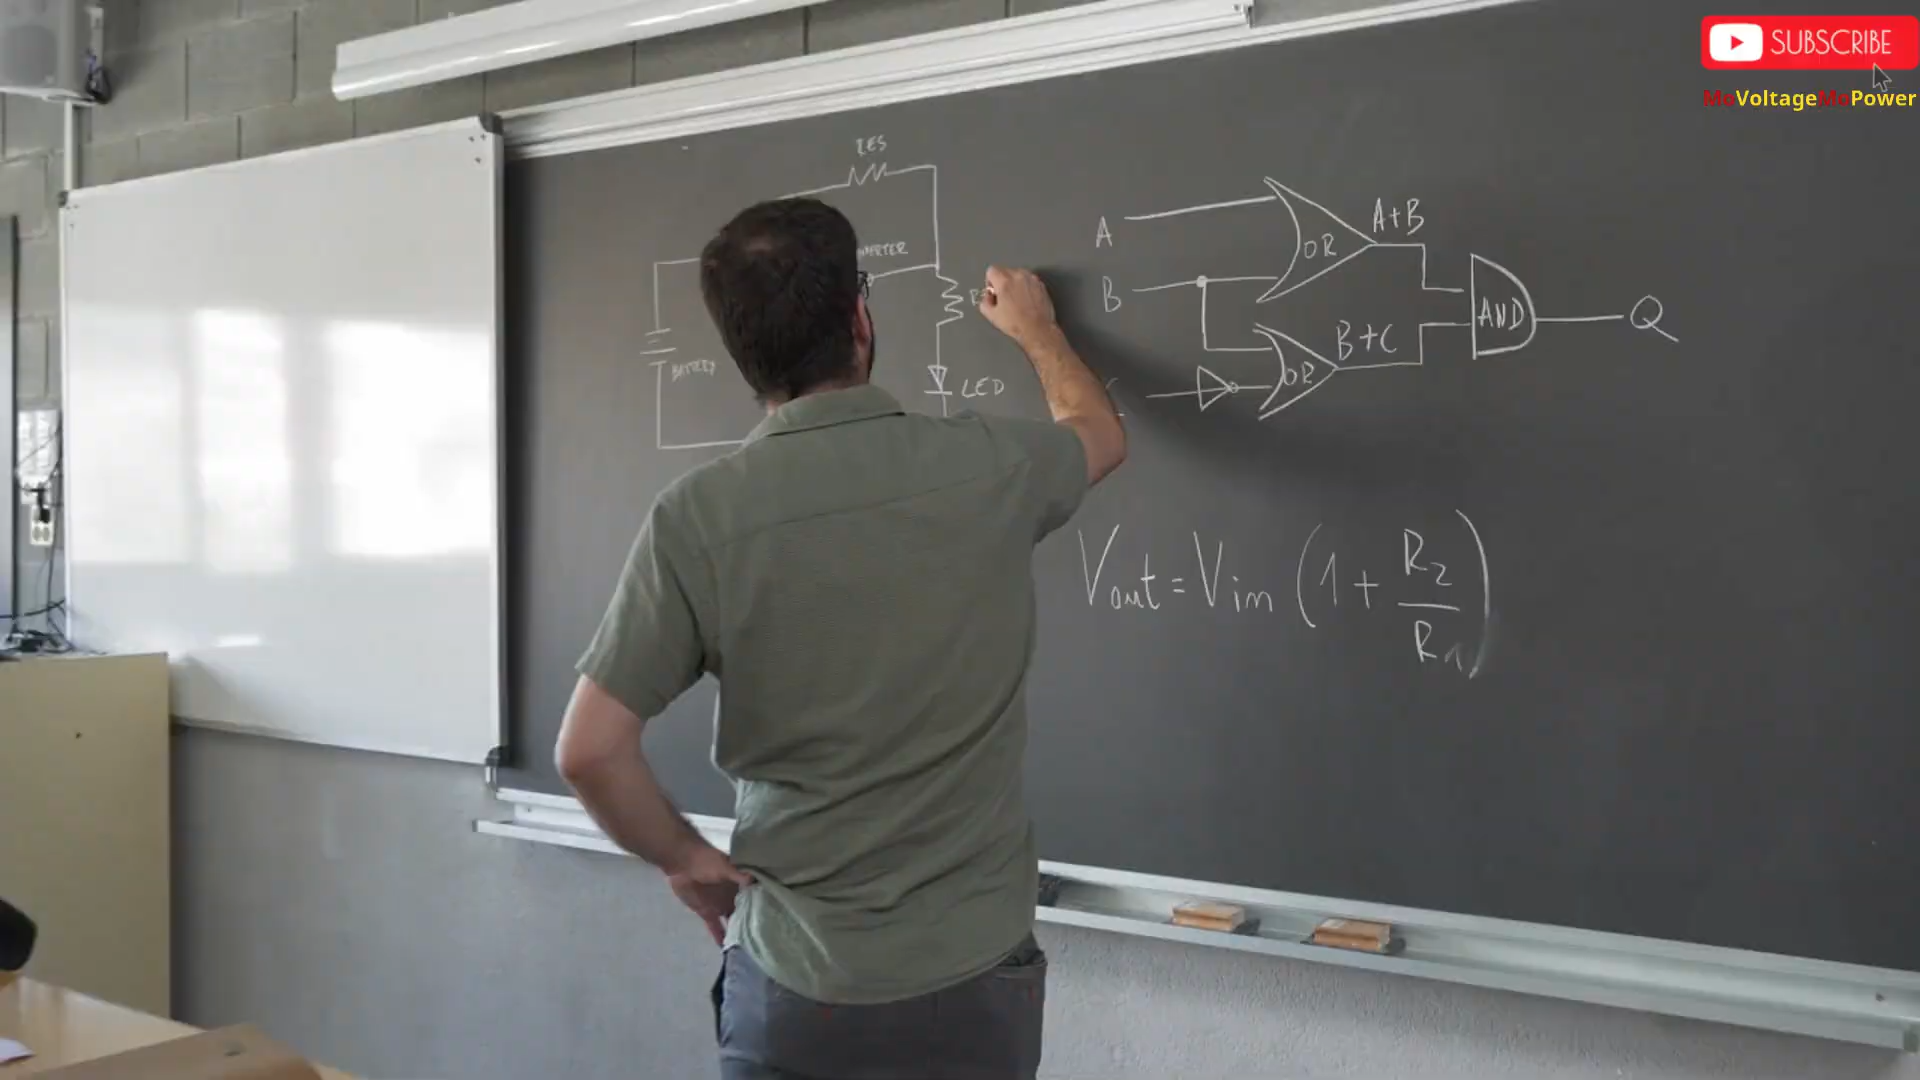 SUBSCRIBE
MoVoltageMoPower
RES
BATTERY
LED
A
B
OR
A+B
OR
B+C
AND
Q
Vout = Vin (1 + R2/R1)